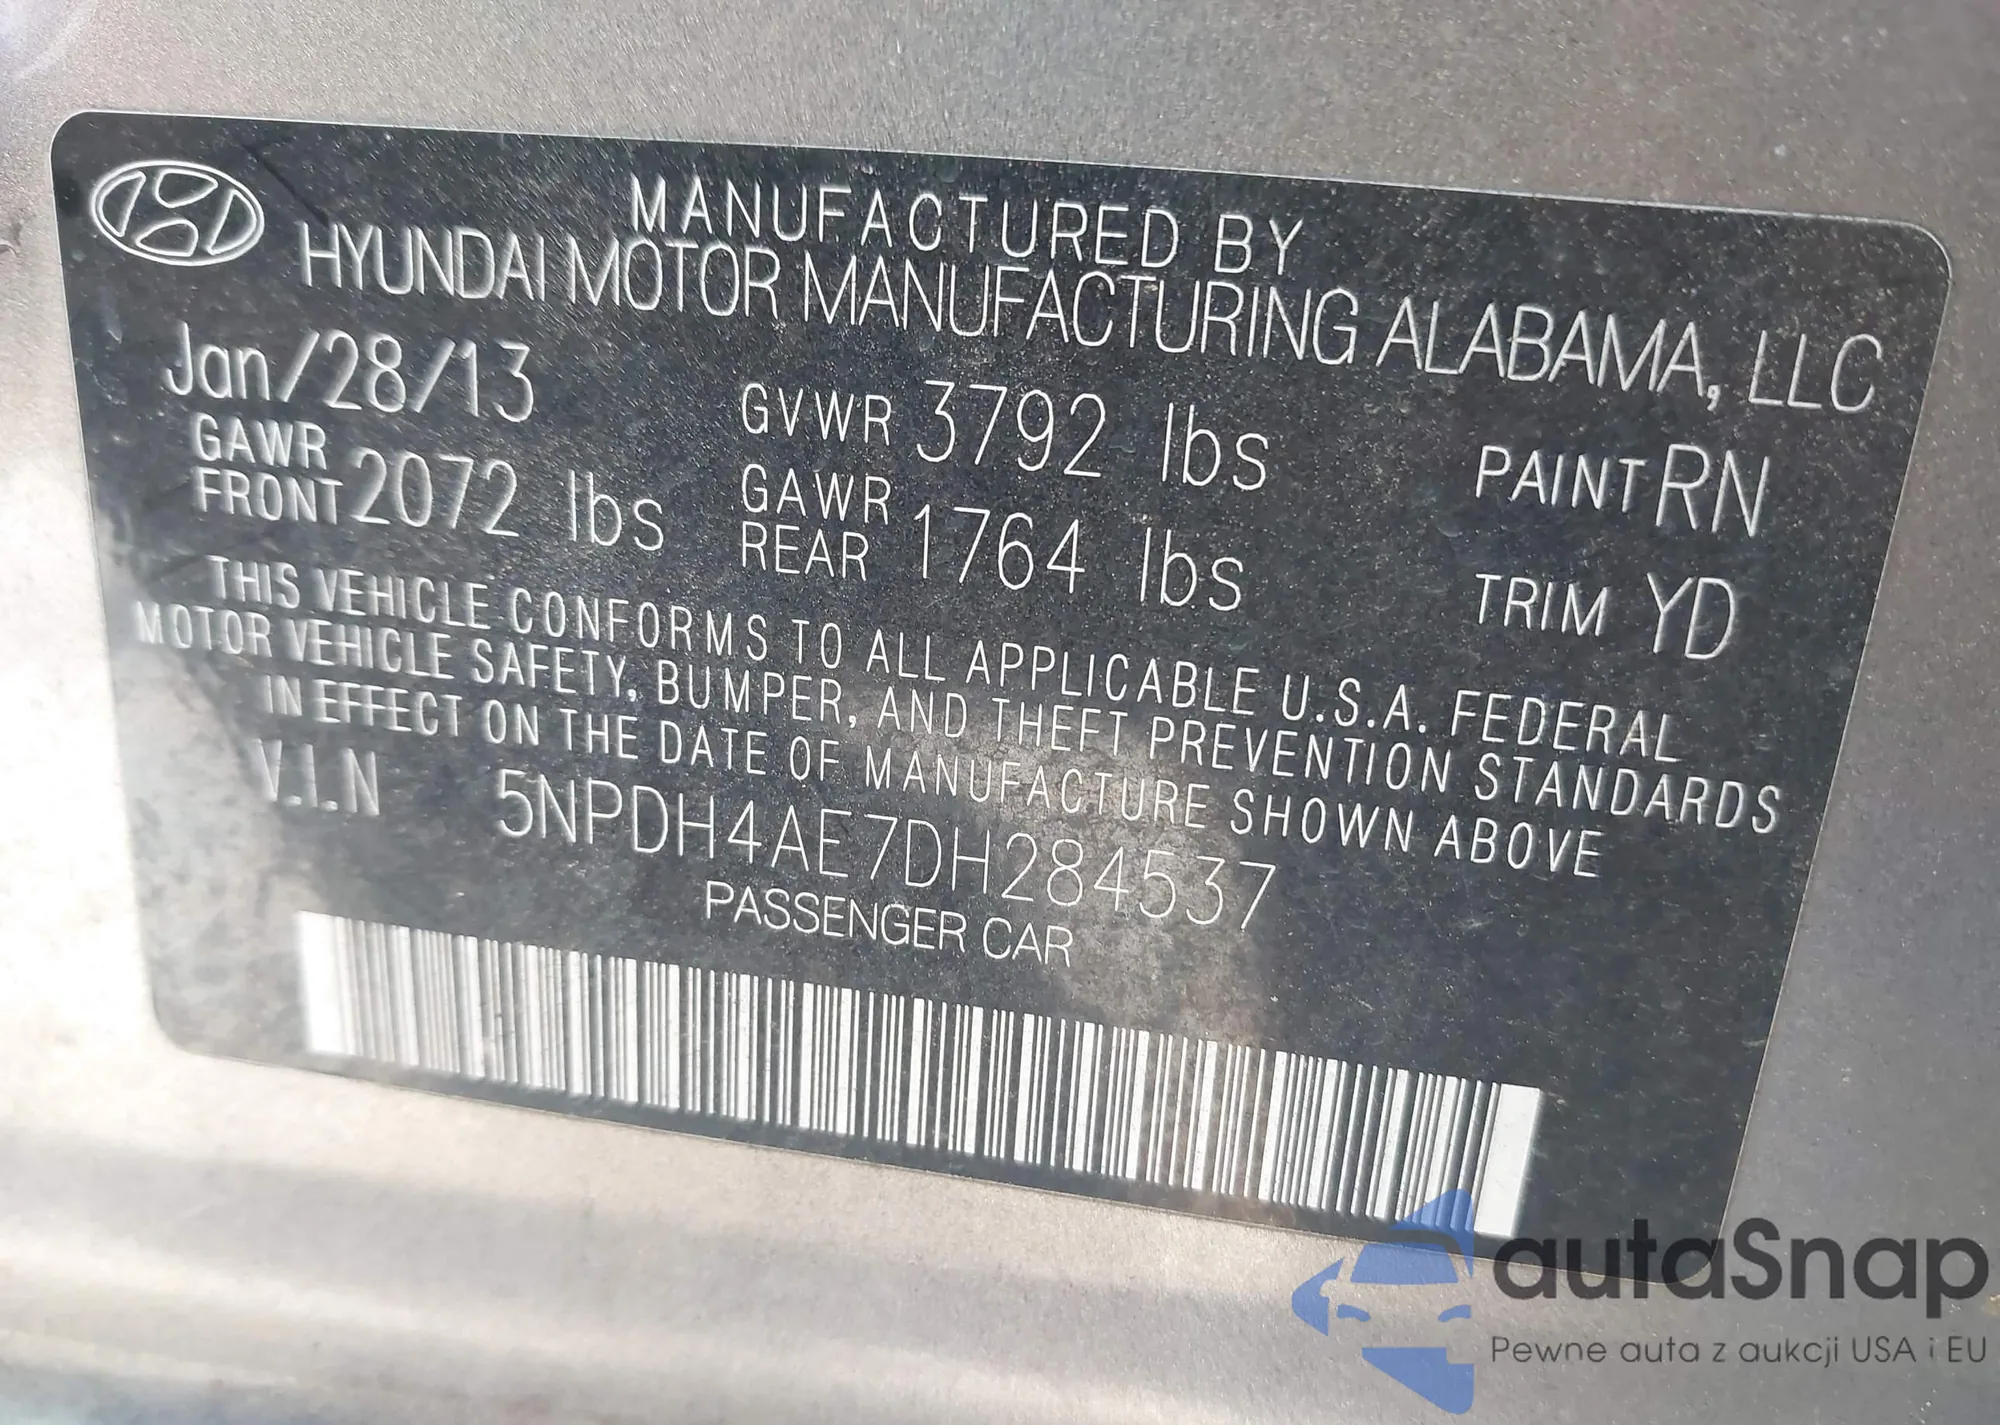 MANUFACTURED BY
HYUNDAI MOTOR MANUFACTURING ALABAMA, LLC
Jan/28/13 GVWR 3792 lbs PAINT RN
GAWR FRONT 2072 lbs GAWR REAR 1764 lbs TRIM YD
THIS VEHICLE CONFORMS TO ALL APPLICABLE U.S.A. FEDERAL
MOTOR VEHICLE SAFETY, BUMPER, AND THEFT PREVENTION STANDARDS
IN EFFECT ON THE DATE OF MANUFACTURE SHOWN ABOVE
V.I.N 5NPDH4AE7DH284537
PASSENGER CAR
autaSnap
Pewne auta z aukcji USA i EU